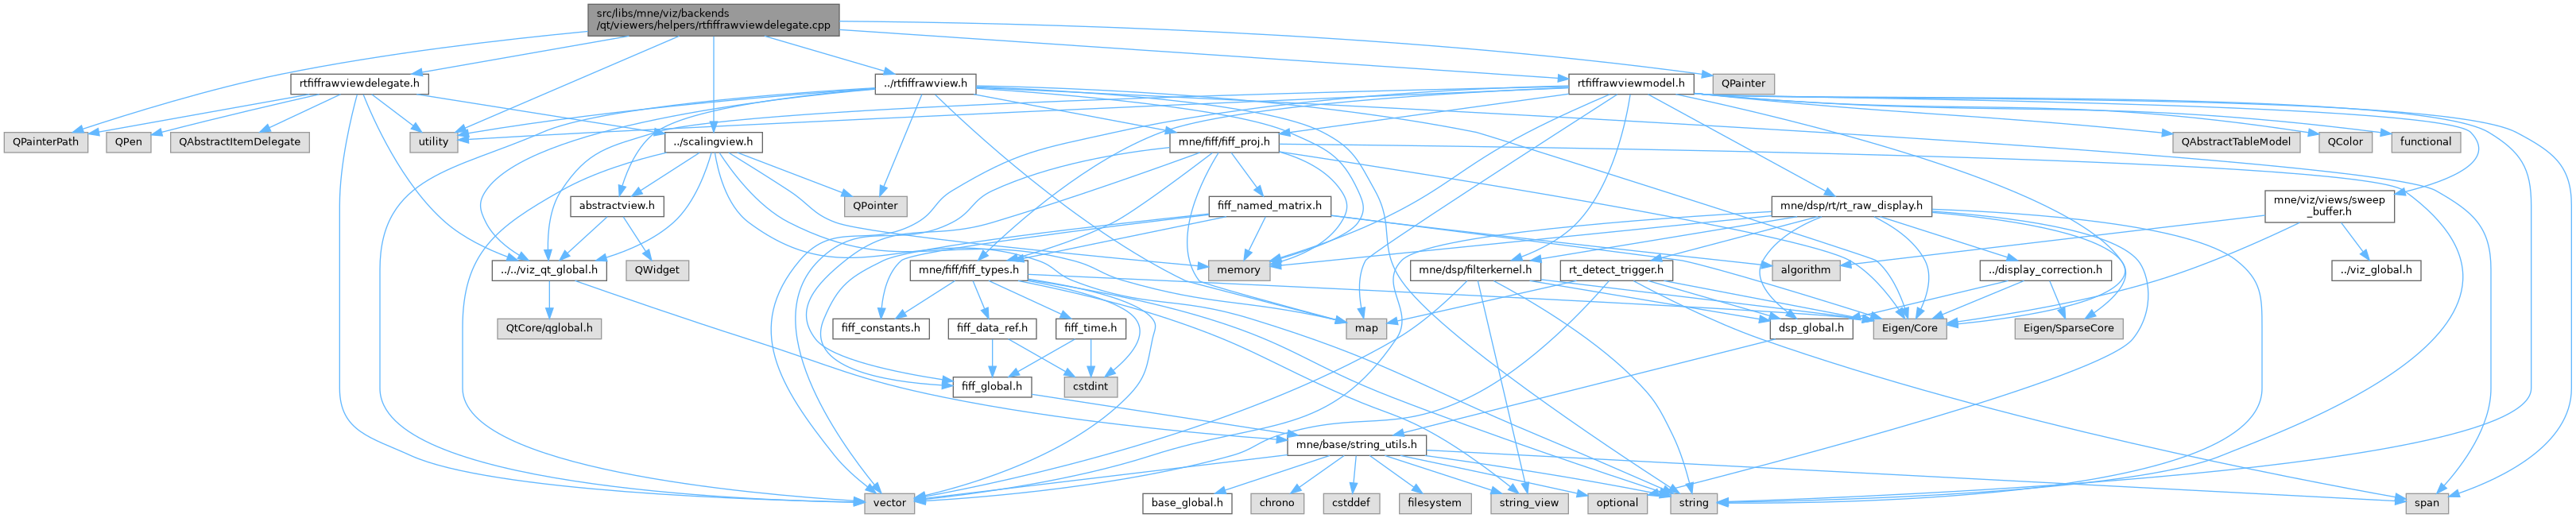 src/libs/mne/viz/backends
/qt/viewers/helpers/rtfiffrawviewdelegate.cpp
rtfiffrawviewdelegate.h
../rtfiffrawview.h
rtfiffrawviewmodel.h
QPainter
QPainterPath
QPen
QAbstractItemDelegate
utility
../scalingview.h
mne/fiff/fiff_proj.h
QAbstractTableModel
QColor
functional
abstractview.h
QPointer
fiff_named_matrix.h
mne/dsp/rt/rt_raw_display.h
mne/viz/views/sweep
_buffer.h
../../viz_qt_global.h
QWidget
mne/fiff/fiff_types.h
memory
mne/dsp/filterkernel.h
rt_detect_trigger.h
algorithm
../display_correction.h
../viz_global.h
QtCore/qglobal.h
fiff_constants.h
fiff_data_ref.h
fiff_time.h
map
dsp_global.h
Eigen/Core
Eigen/SparseCore
fiff_global.h
cstdint
mne/base/string_utils.h
vector
base_global.h
chrono
cstddef
filesystem
string_view
optional
string
span